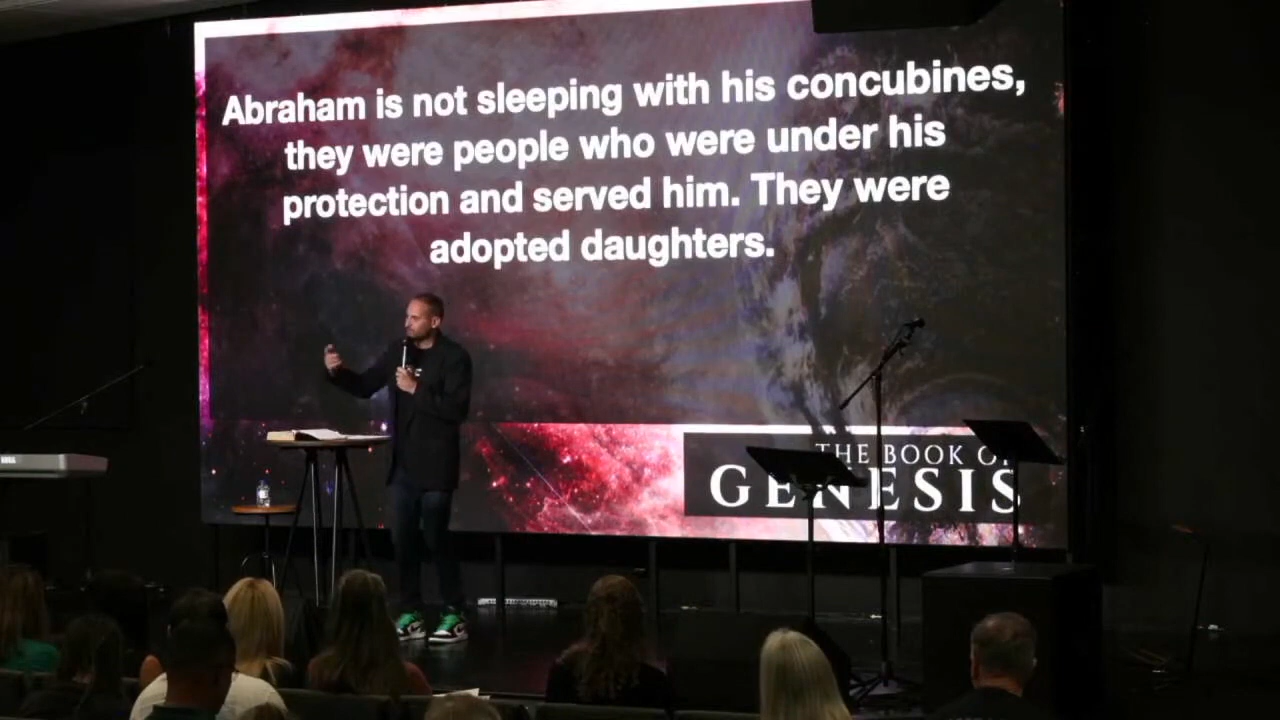 Abraham is not sleeping with his concubines,
they were people who were under his
protection and served him. They were
adopted daughters.
THE BOOK OF
GENESIS
KORG